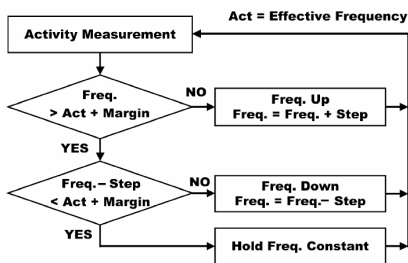 Act = Effective Frequency
Activity Measurement
Freq.
> Act + Margin
NO
Freq. Up
Freq. = Freq. + Step
YES
Freq.– Step
< Act + Margin
NO
Freq. Down
Freq. = Freq.– Step
YES
Hold Freq. Constant